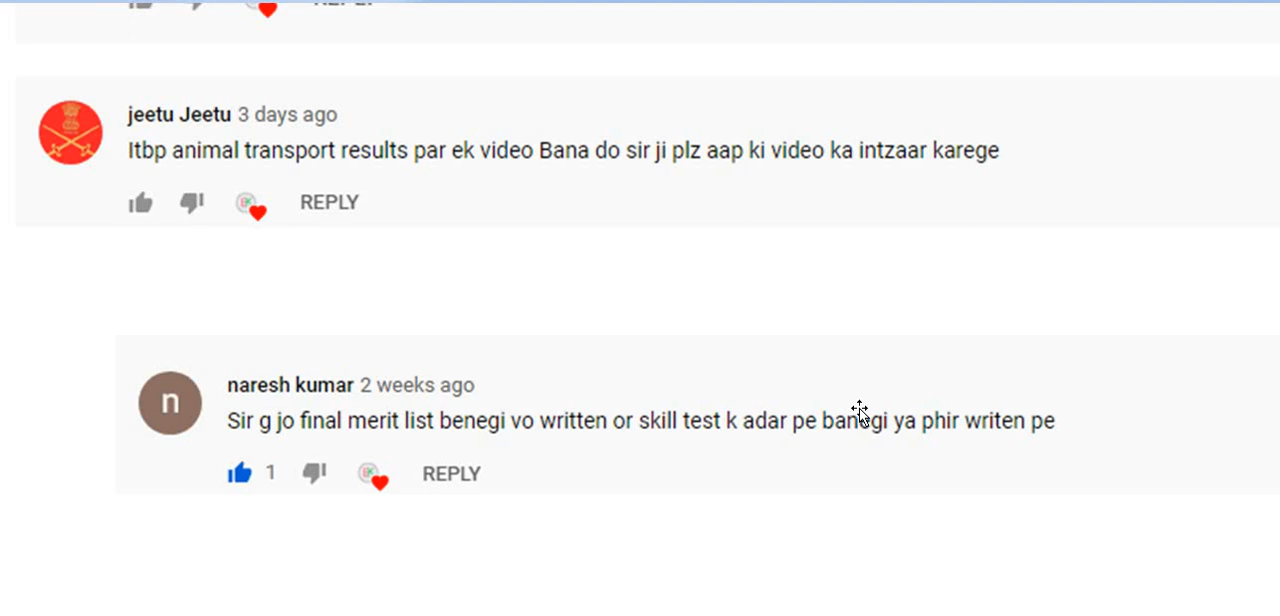 REPLY
jeetu Jeetu 3 days ago
Itbp animal transport results par ek video Bana do sir ji plz aap ki video ka intzaar karege
REPLY
n
naresh kumar 2 weeks ago
Sir g jo final merit list benegi vo written or skill test k adar pe banegi ya phir writen pe
1
REPLY